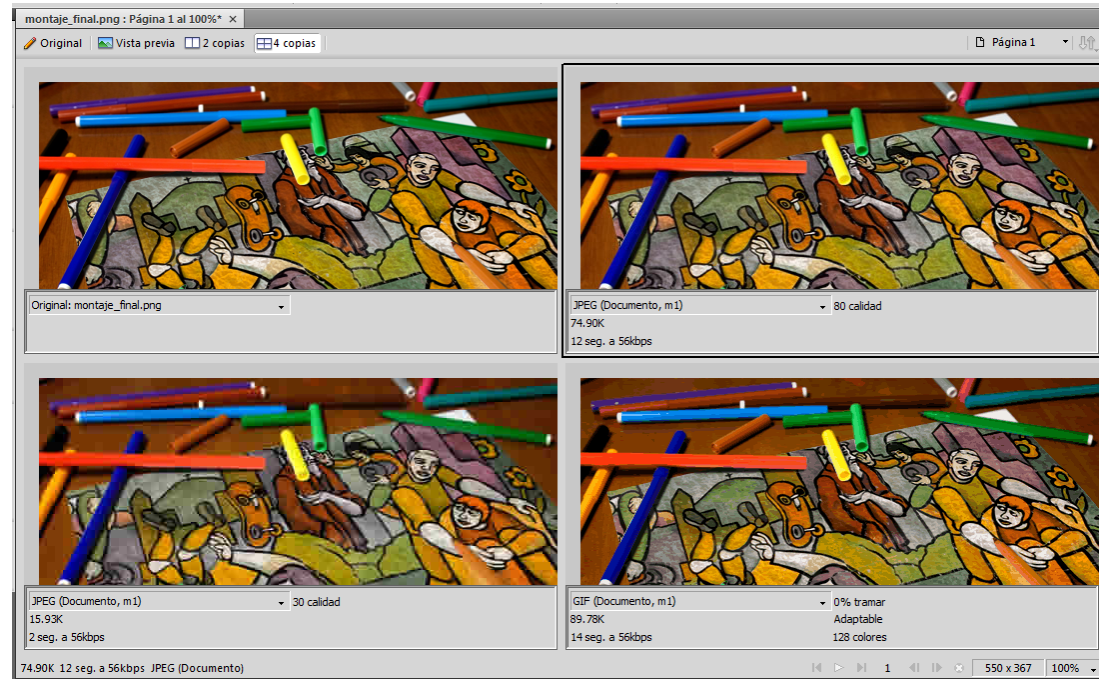 montaje_final.png : Página 1 al 100%* ×
Original Vista previa 2 copias 4 copias Página 1
Original: montaje_final.png
JPEG (Documento, m1) 80 calidad
74.90K
12 seg. a 56kbps
JPEG (Documento, m1) 30 calidad
15.93K
2 seg. a 56kbps
GIF (Documento, m1) 0% tramar
89.78K Adaptable
14 seg. a 56kbps 128 colores
74.90K 12 seg. a 56kbps JPEG (Documento) 1 550 x 367 100%